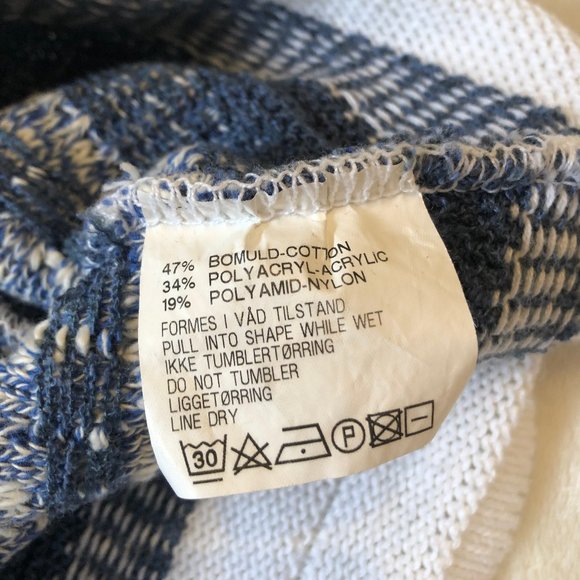 47% BOMULD-COTTON
34% POLYACRYL-ACRYLIC
19% POLYAMID-NYLON
FORMES I VÅD TILSTAND
PULL INTO SHAPE WHILE WET
IKKE TUMBLERTØRRING
DO NOT TUMBLER
LIGGETØRRING
LINE DRY
30 P